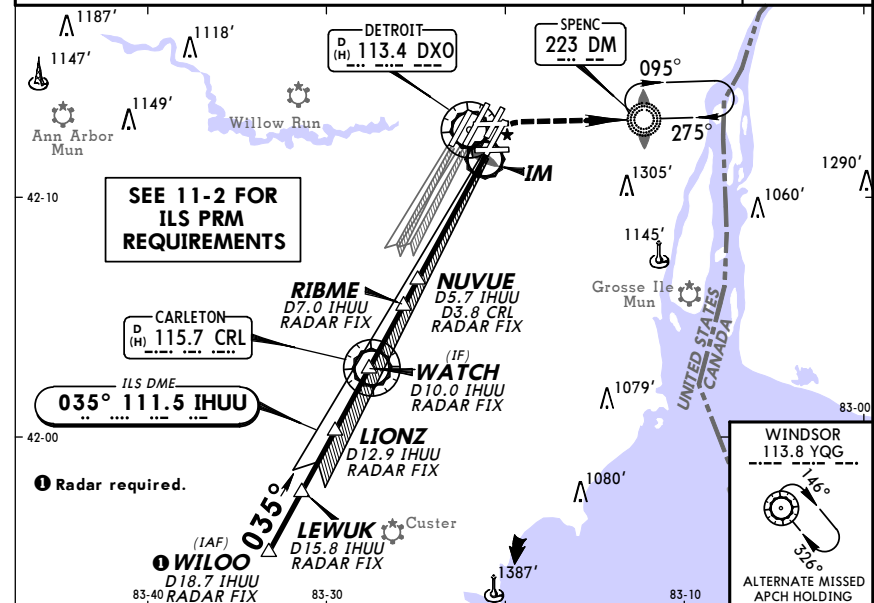 1187'
1118'
1147'
1149'
Ann Arbor
Mun
Willow Run
DETROIT
D
(H) 113.4 DXO
SPENC
223 DM
095°
275°
IM
1305'
1290'
1060'
1145'
42-10
SEE 11-2 FOR
ILS PRM
REQUIREMENTS
Grosse Ile
Mun
UNITED STATES
CANADA
RIBME
D7.0 IHUU
RADAR FIX
NUVUE
D5.7 IHUU
D3.8 CRL
RADAR FIX
CARLETON
D
(H) 115.7 CRL
(IF)
WATCH
D10.0 IHUU
RADAR FIX
ILS DME
035° 111.5 IHUU
1079'
83-00
42-00
LIONZ
D12.9 IHUU
RADAR FIX
1 Radar required.
035°
1080'
LEWUK
D15.8 IHUU
RADAR FIX
Custer
(IAF)
1 WILOO
D18.7 IHUU
RADAR FIX
1387'
83-40
83-30
83-10
WINDSOR
113.8 YQG
146°
326°
ALTERNATE MISSED
APCH HOLDING